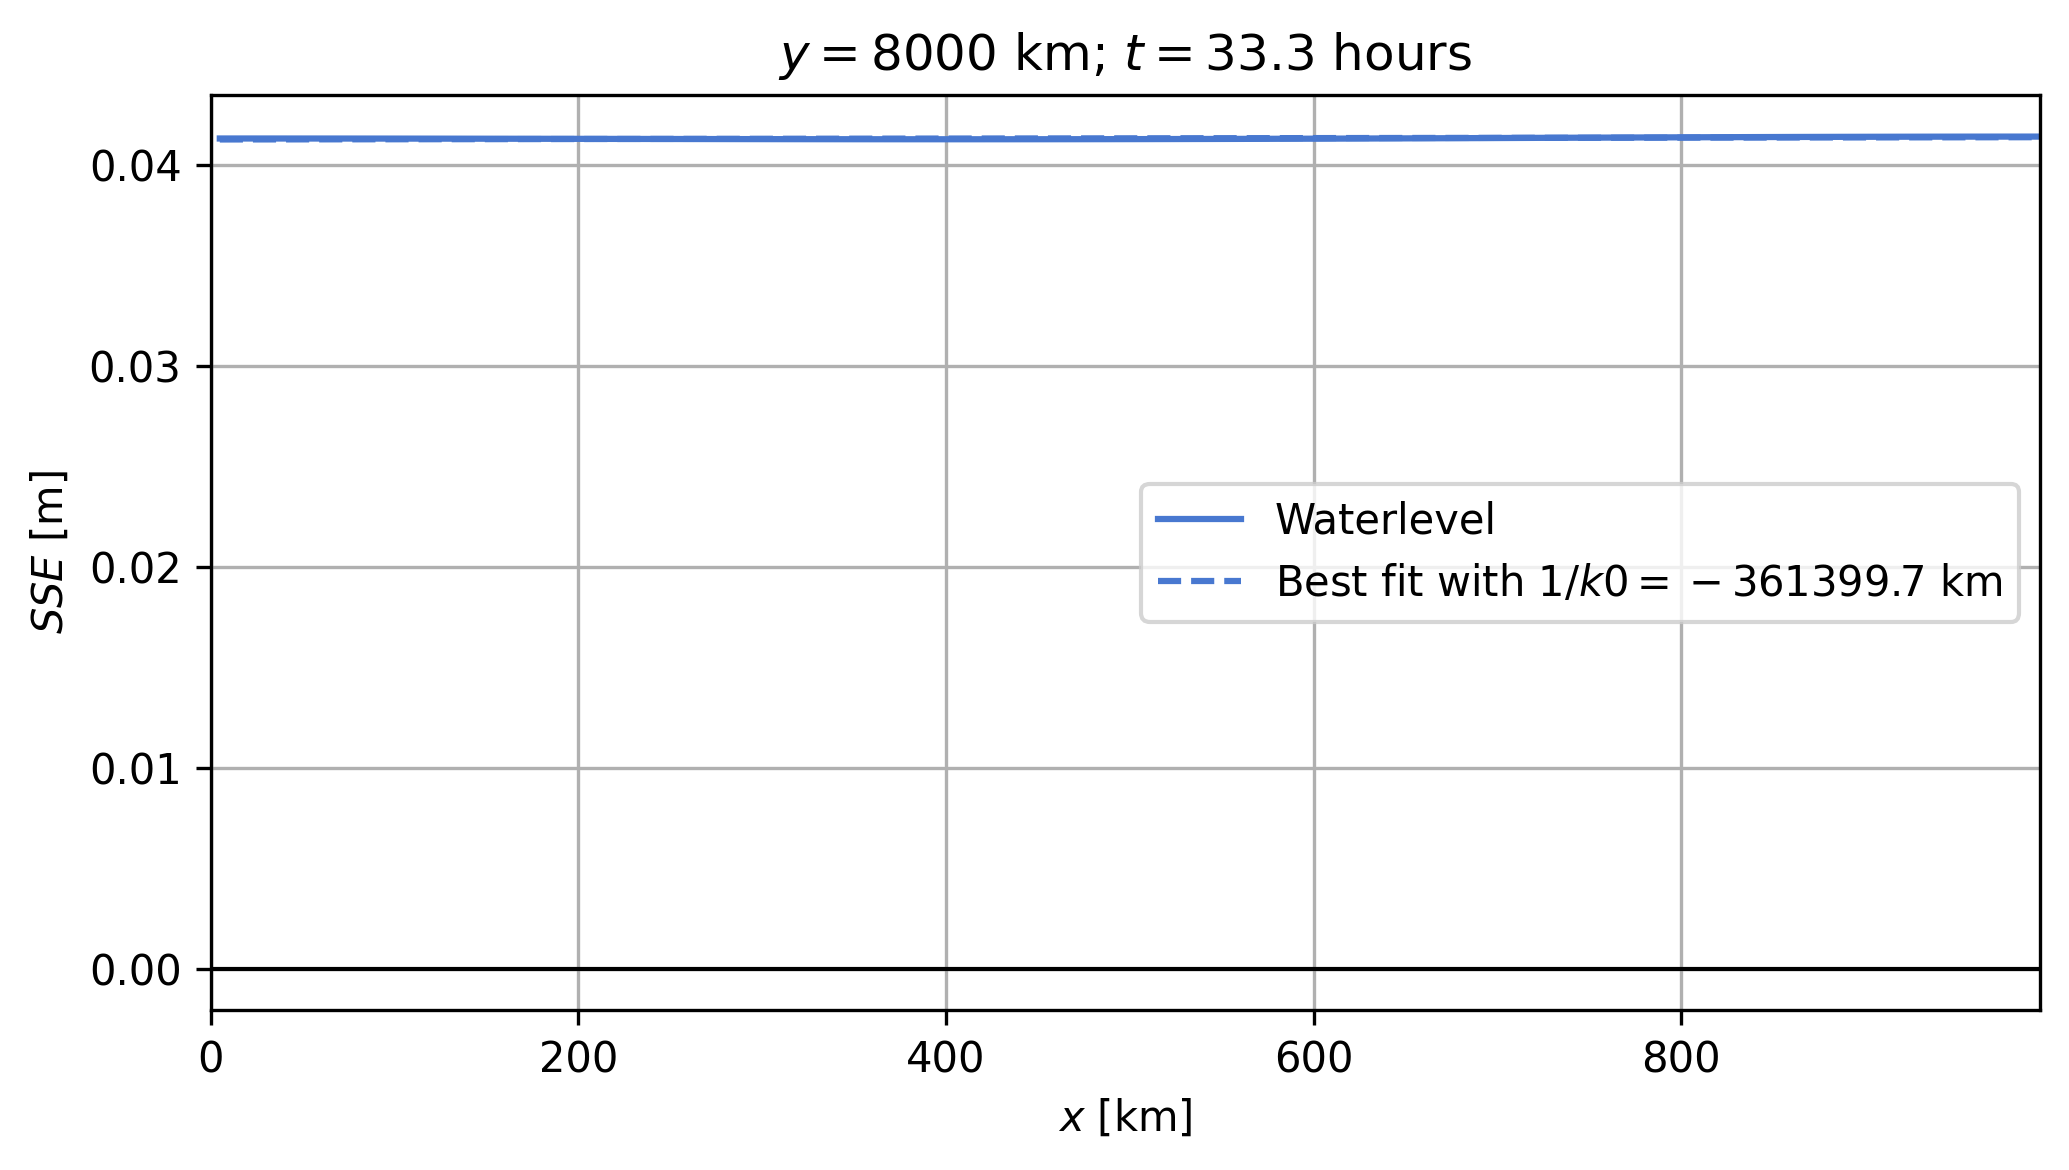 y = 8000 km; t = 33.3 hours
SSE [m]
0.04
0.03
0.02
0.01
0.00
Waterlevel
Best fit with 1/k0 = −361399.7 km
0 200 400 600 800
x [km]